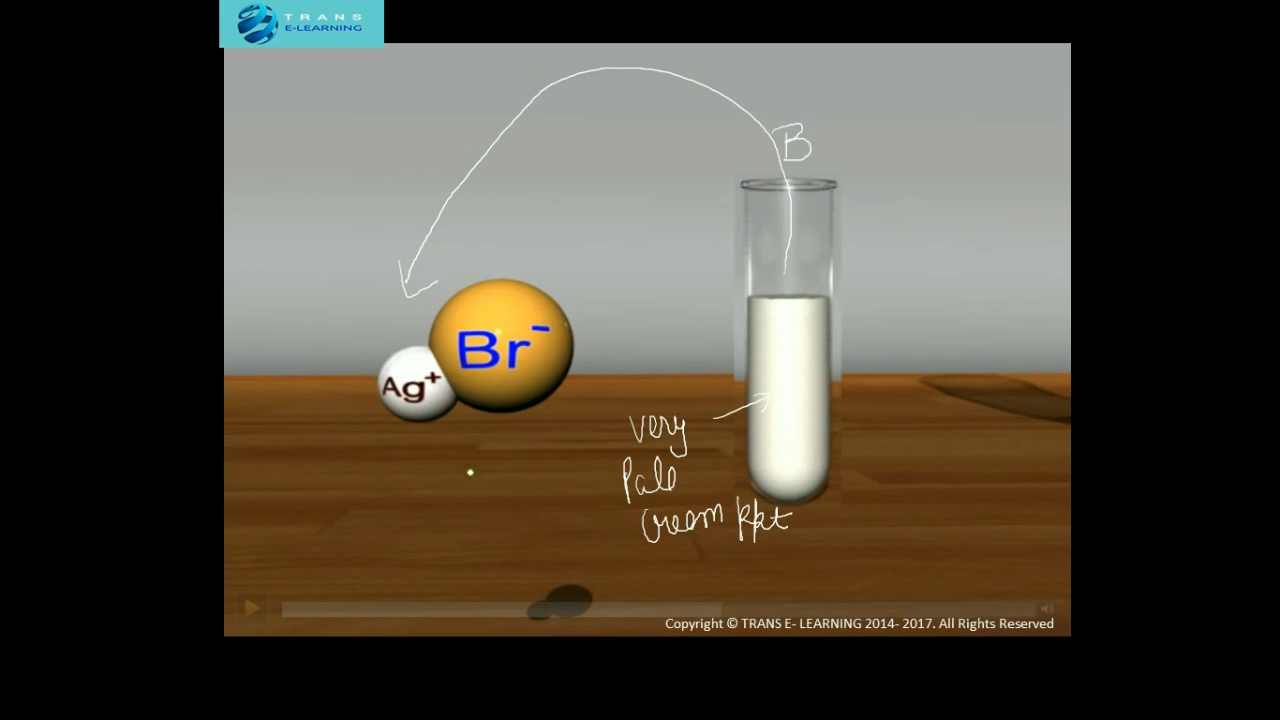 TRANS
E-LEARNING
B
Br⁻
Ag⁺
very
Pale
cream ppt
Copyright © TRANS E- LEARNING 2014- 2017. All Rights Reserved